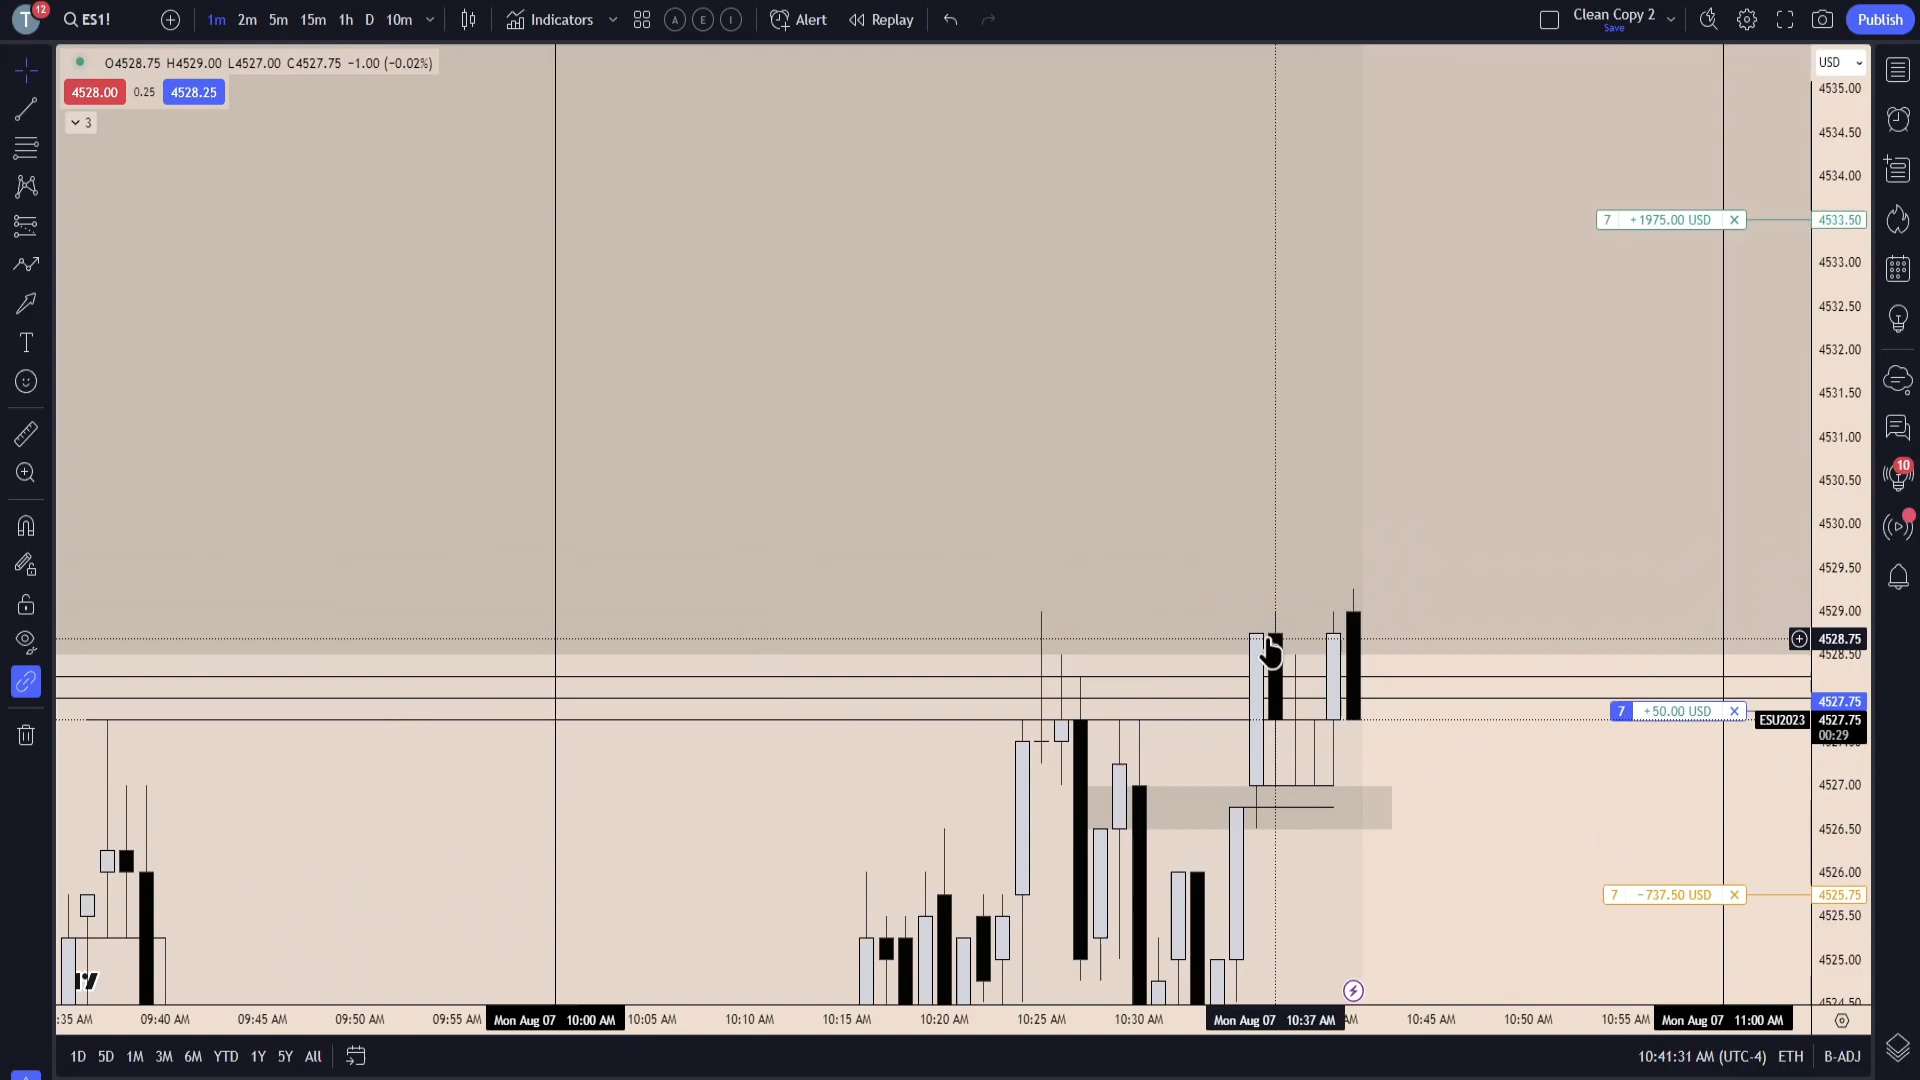 T 12 ES1! 1m 2m 5m 15m 1h D 10m Indicators A E I Alert Replay Clean Copy 2 Save Publish
O4528.75 H4529.00 L4527.00 C4527.75 −1.00 (−0.02%)
4528.00 0.25 4528.25
3
USD
4535.00
4534.50
4534.00
7 +1975.00 USD 4533.50
4533.00
4532.50
4532.00
4531.50
4531.00
4530.50
4530.00
4529.50
4529.00
4528.75
4528.50
4527.75
7 +50.00 USD
ESU2023 4527.75
00:29
4527.00
4526.50
4526.00
7 −737.50 USD 4525.75
4525.50
4525.00
4524.50
10
:35 AM 09:40 AM 09:45 AM 09:50 AM 09:55 AM Mon Aug 07 10:00 AM 10:05 AM 10:10 AM 10:15 AM 10:20 AM 10:25 AM 10:30 AM Mon Aug 07 10:37 AM AM 10:45 AM 10:50 AM 10:55 AM Mon Aug 07 11:00 AM
1D 5D 1M 3M 6M YTD 1Y 5Y All 10:41:31 AM (UTC-4) ETH B-ADJ